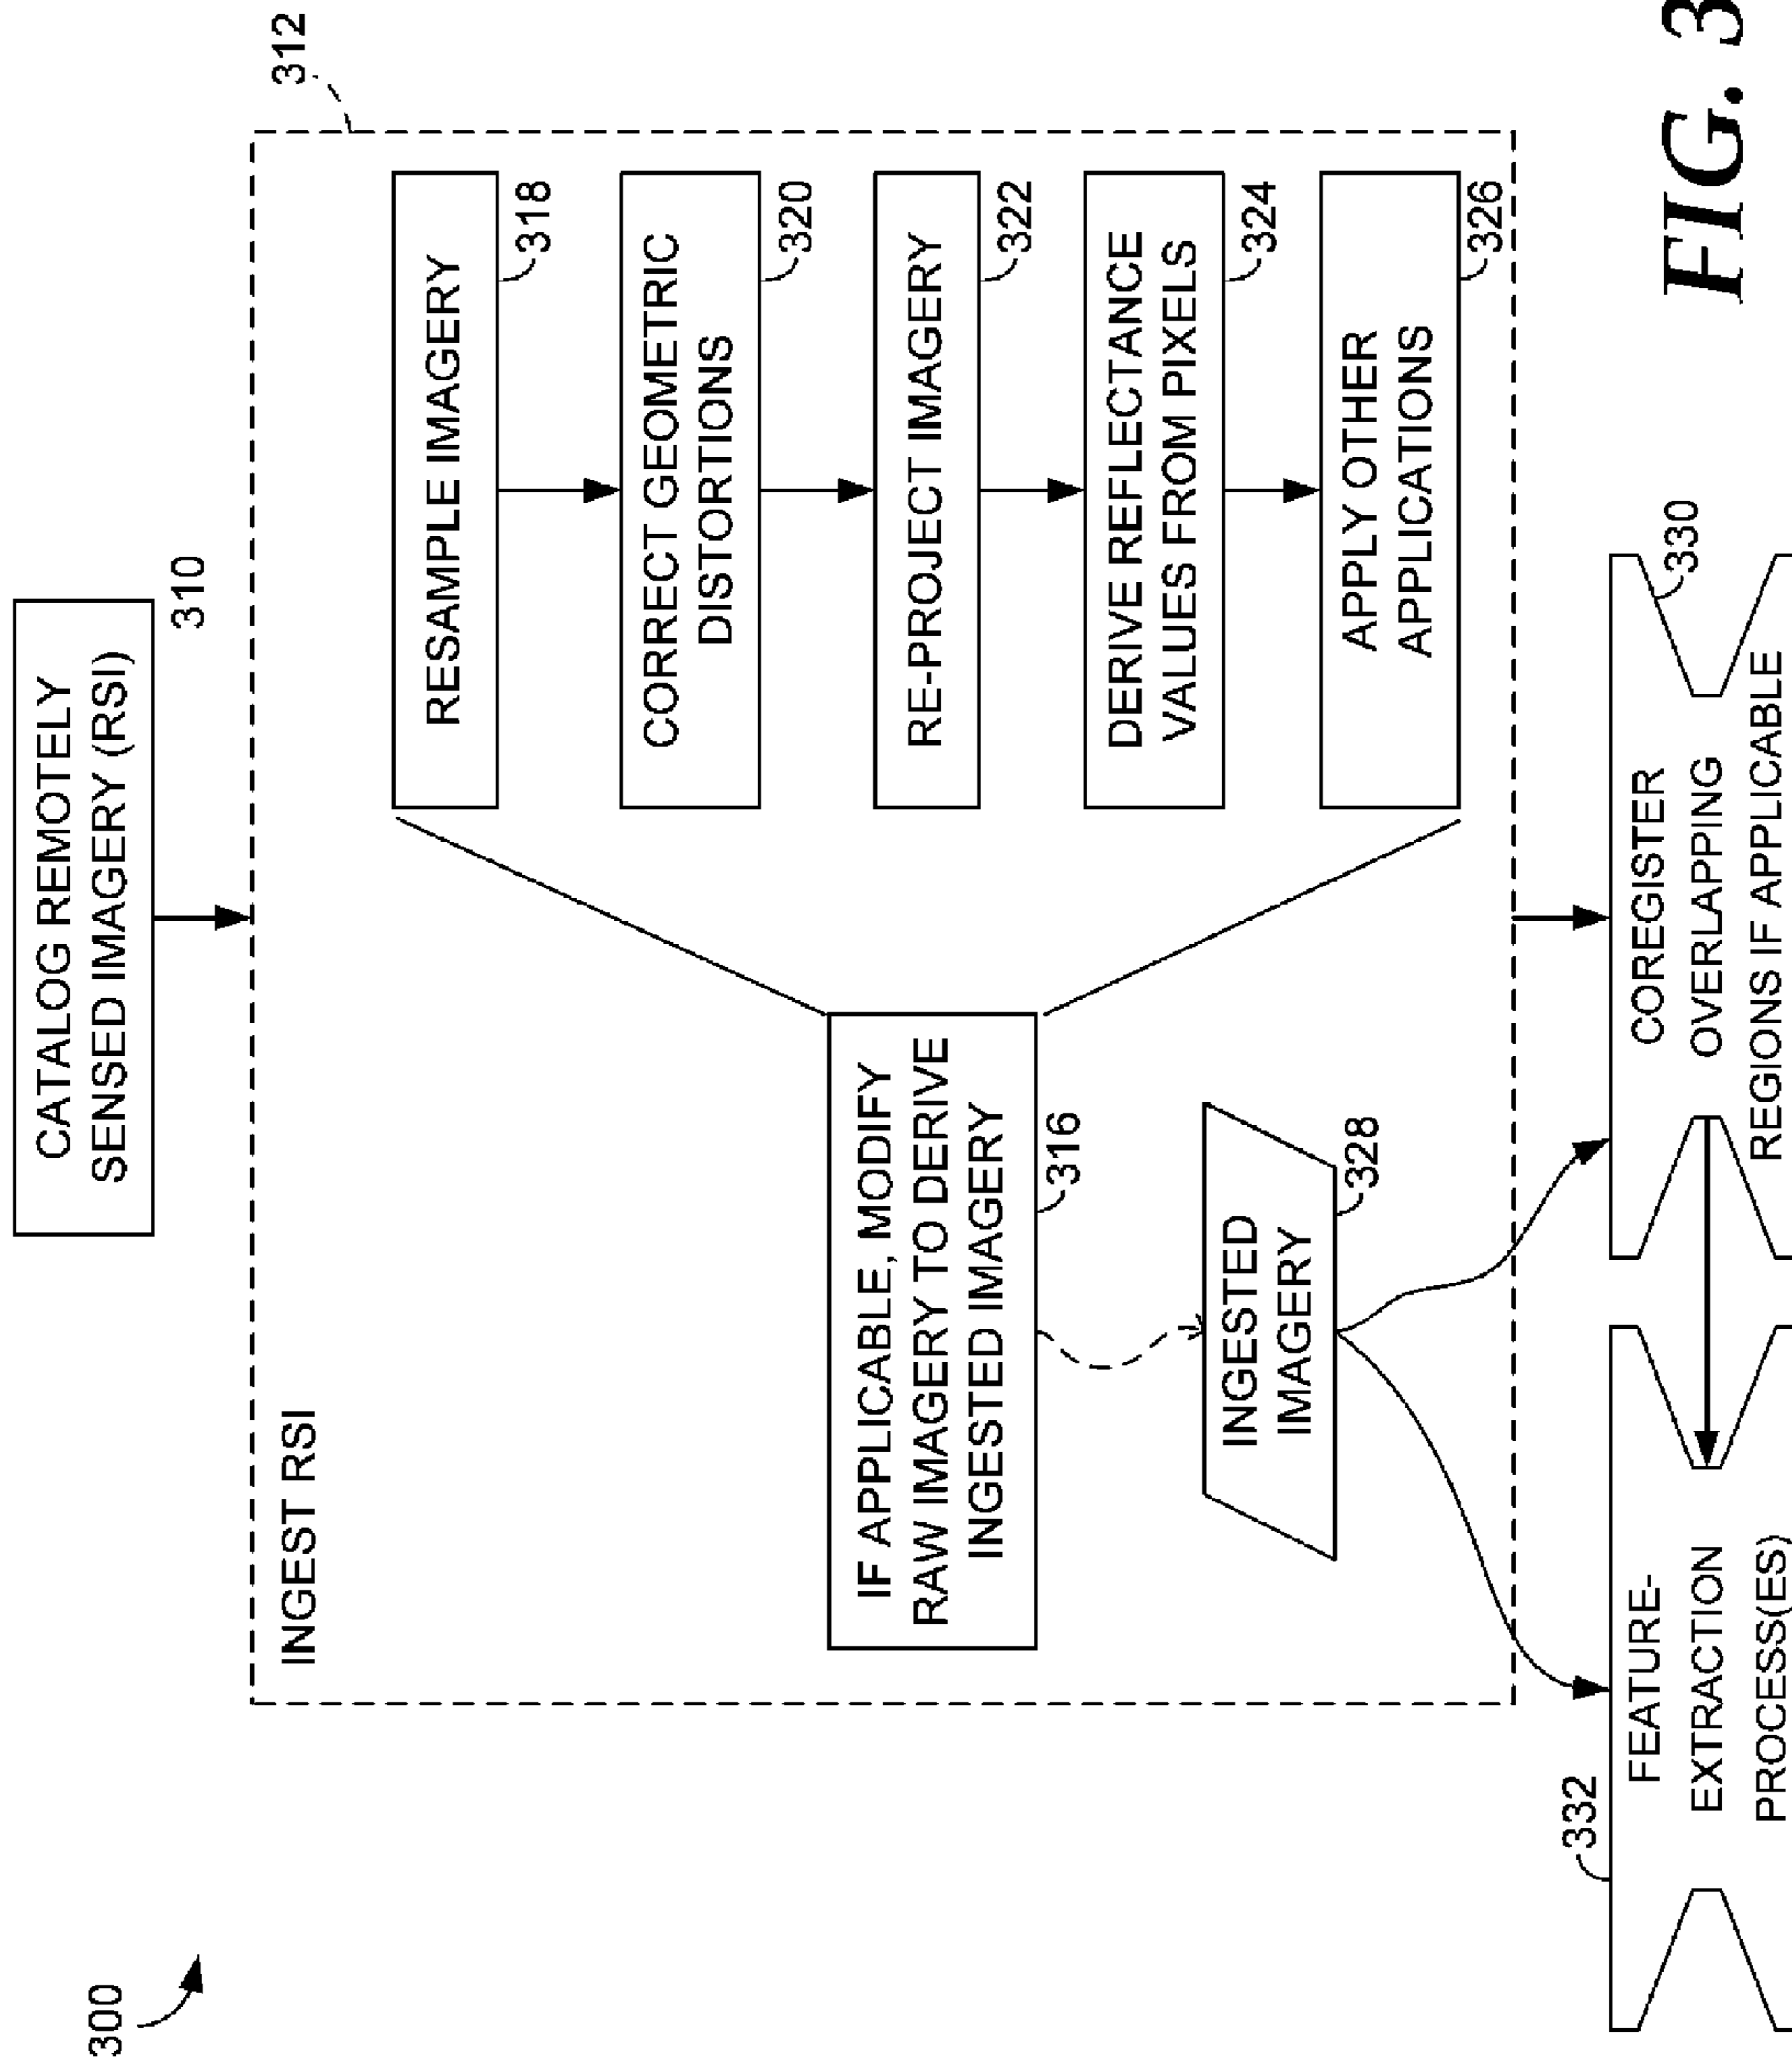 300
CATALOG REMOTELY
SENSED IMAGERY (RSI)
310
312
INGEST RSI
RESAMPLE IMAGERY
318
CORRECT GEOMETRIC
DISTORTIONS
320
RE-PROJECT IMAGERY
322
DERIVE REFLECTANCE
VALUES FROM PIXELS
324
APPLY OTHER
APPLICATIONS
326
IF APPLICABLE, MODIFY
RAW IMAGERY TO DERIVE
INGESTED IMAGERY
316
INGESTED
IMAGERY
328
332
FEATURE-
EXTRACTION
PROCESS(ES)
COREGISTER
OVERLAPPING
REGIONS IF APPLICABLE
330
FIG. 3